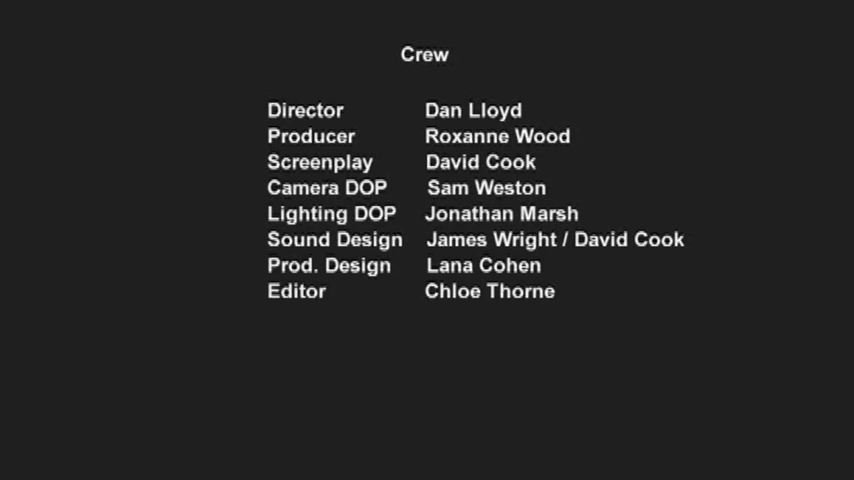 Crew
Director Dan Lloyd
Producer Roxanne Wood
Screenplay David Cook
Camera DOP Sam Weston
Lighting DOP Jonathan Marsh
Sound Design James Wright / David Cook
Prod. Design Lana Cohen
Editor Chloe Thorne